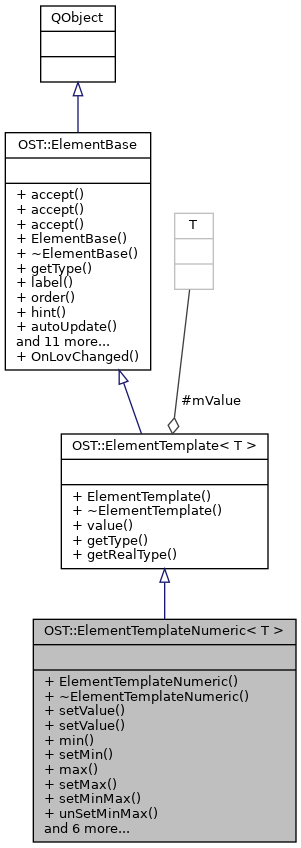 QObject
OST::ElementBase
+ accept()
+ accept()
+ accept()
+ ElementBase()
+ ~ElementBase()
+ getType()
+ label()
+ order()
+ hint()
+ autoUpdate()
and 11 more...
+ OnLovChanged()
T
#mValue
OST::ElementTemplate< T >
+ ElementTemplate()
+ ~ElementTemplate()
+ value()
+ getType()
+ getRealType()
OST::ElementTemplateNumeric< T >
+ ElementTemplateNumeric()
+ ~ElementTemplateNumeric()
+ setValue()
+ setValue()
+ min()
+ setMin()
+ max()
+ setMax()
+ setMinMax()
+ unSetMinMax()
and 6 more...